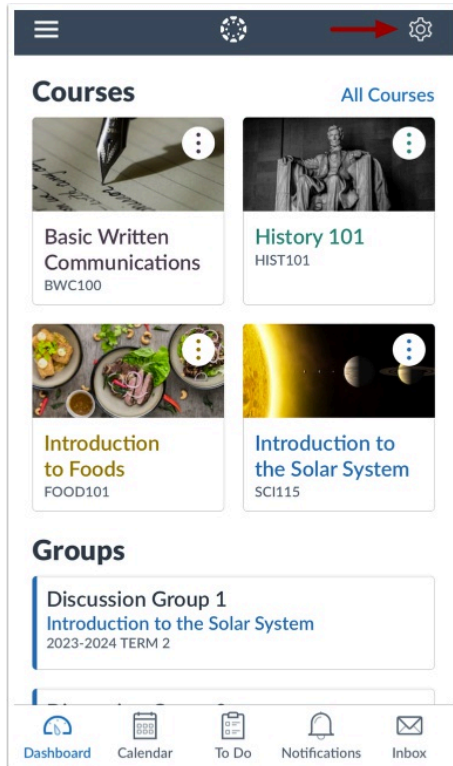 Courses
All Courses
Basic Written
Communications
BWC100
History 101
HIST101
Introduction
to Foods
FOOD101
Introduction to
the Solar System
SCI115
Groups
Discussion Group 1
Introduction to the Solar System
2023-2024 TERM 2
Dashboard
Calendar
To Do
Notifications
Inbox